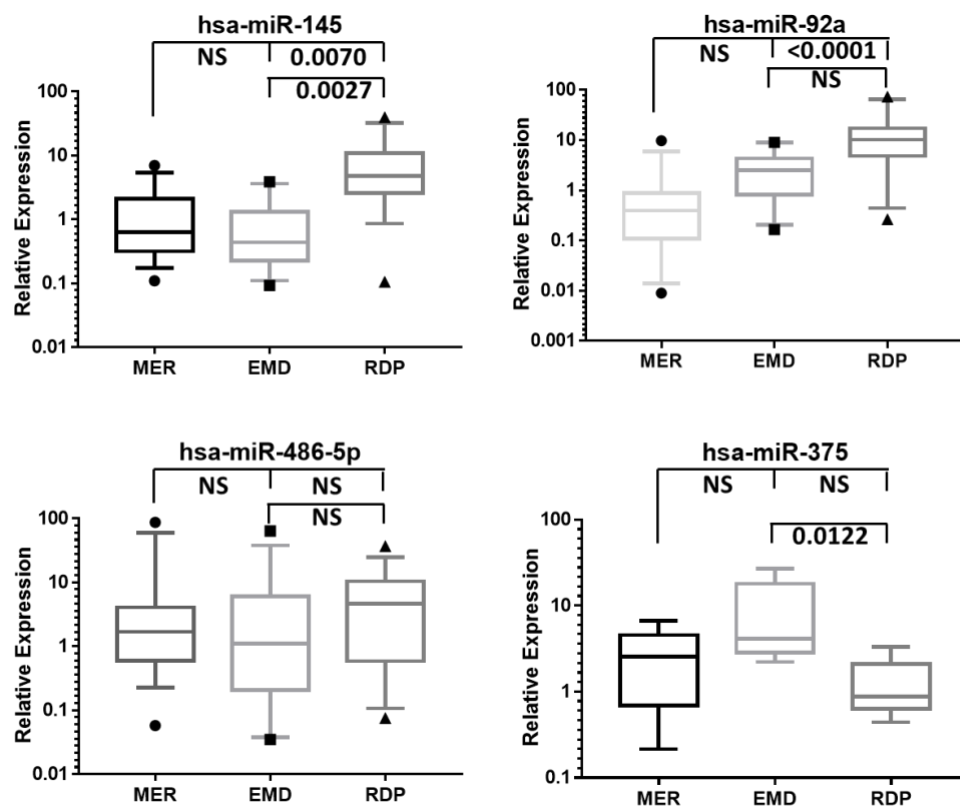 hsa-miR-145
NS 0.0070
0.0027
100
10
1
0.1
0.01
Relative Expression
MER EMD RDP
hsa-miR-92a
NS <0.0001
NS
100
10
1
0.1
0.01
0.001
Relative Expression
MER EMD RDP
hsa-miR-486-5p
NS NS
NS
100
10
1
0.1
0.01
Relative Expression
MER EMD RDP
hsa-miR-375
NS NS
0.0122
100
10
1
0.1
Relative Expression
MER EMD RDP